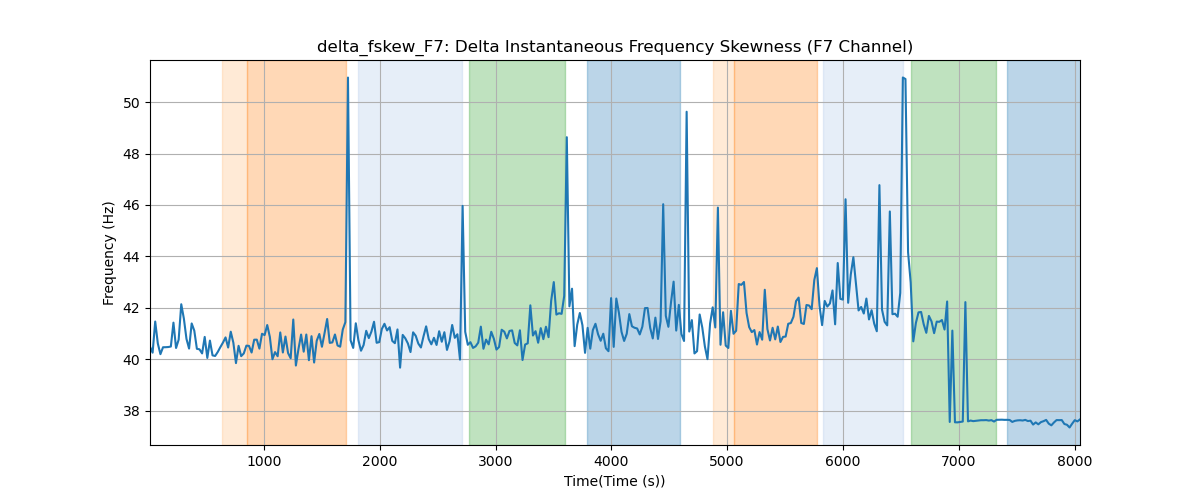 delta_fskew_F7: Delta Instantaneous Frequency Skewness (F7 Channel)
Frequency (Hz)
50
48
46
44
42
40
38
1000 2000 3000 4000 5000 6000 7000 8000
Time(Time (s))